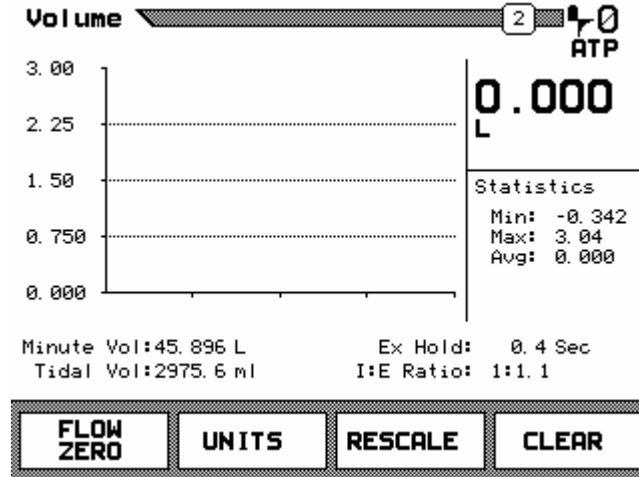 Volume 2 0
ATP
3.00
2.25
1.50
0.750
0.000
0.000
L
Statistics
Min: -0.342
Max: 3.04
Avg: 0.000
Minute Vol:45.896 L Ex Hold: 0.4 Sec
Tidal Vol:2975.6 ml I:E Ratio: 1:1.1
FLOW ZERO UNITS RESCALE CLEAR